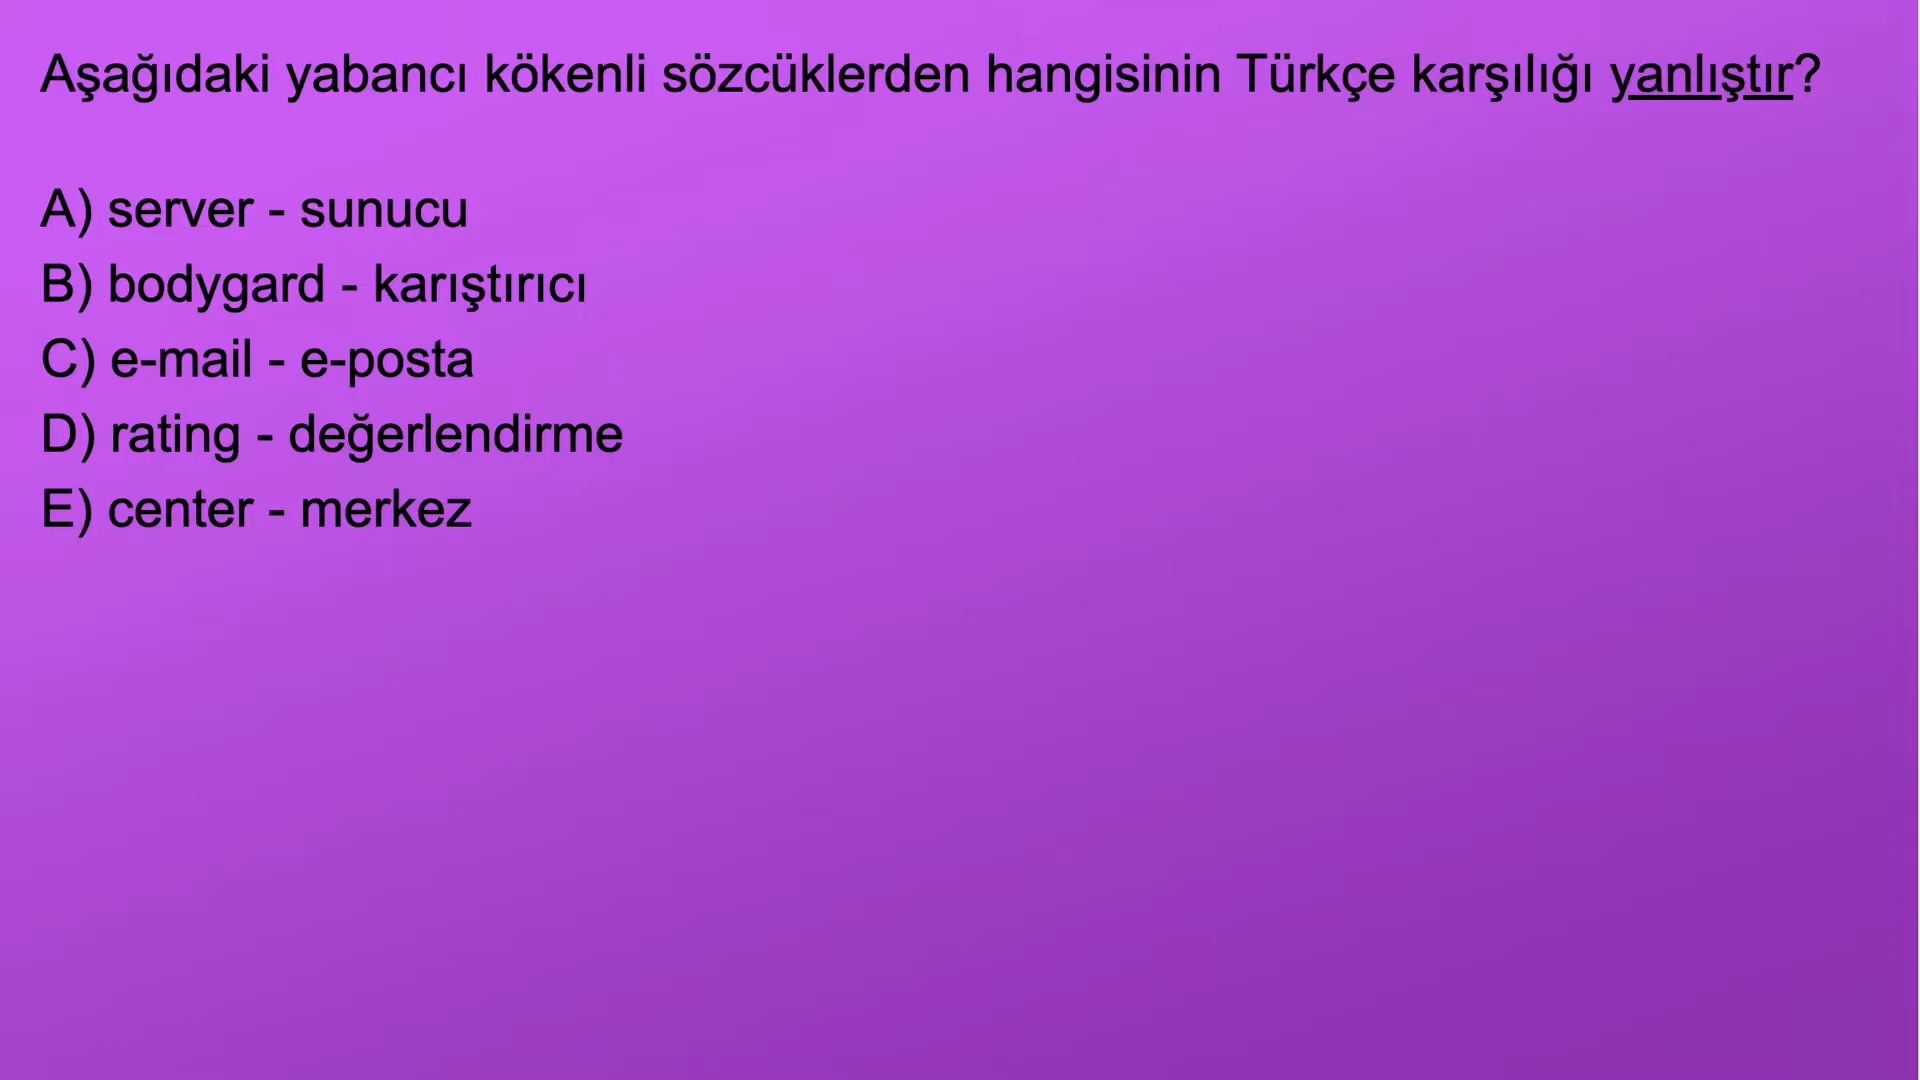 Aşağıdaki yabancı kökenli sözcüklerden hangisinin Türkçe karşılığı yanlıştır?
A) server - sunucu
B) bodygard - karıştırıcı
C) e-mail - e-posta
D) rating - değerlendirme
E) center - merkez